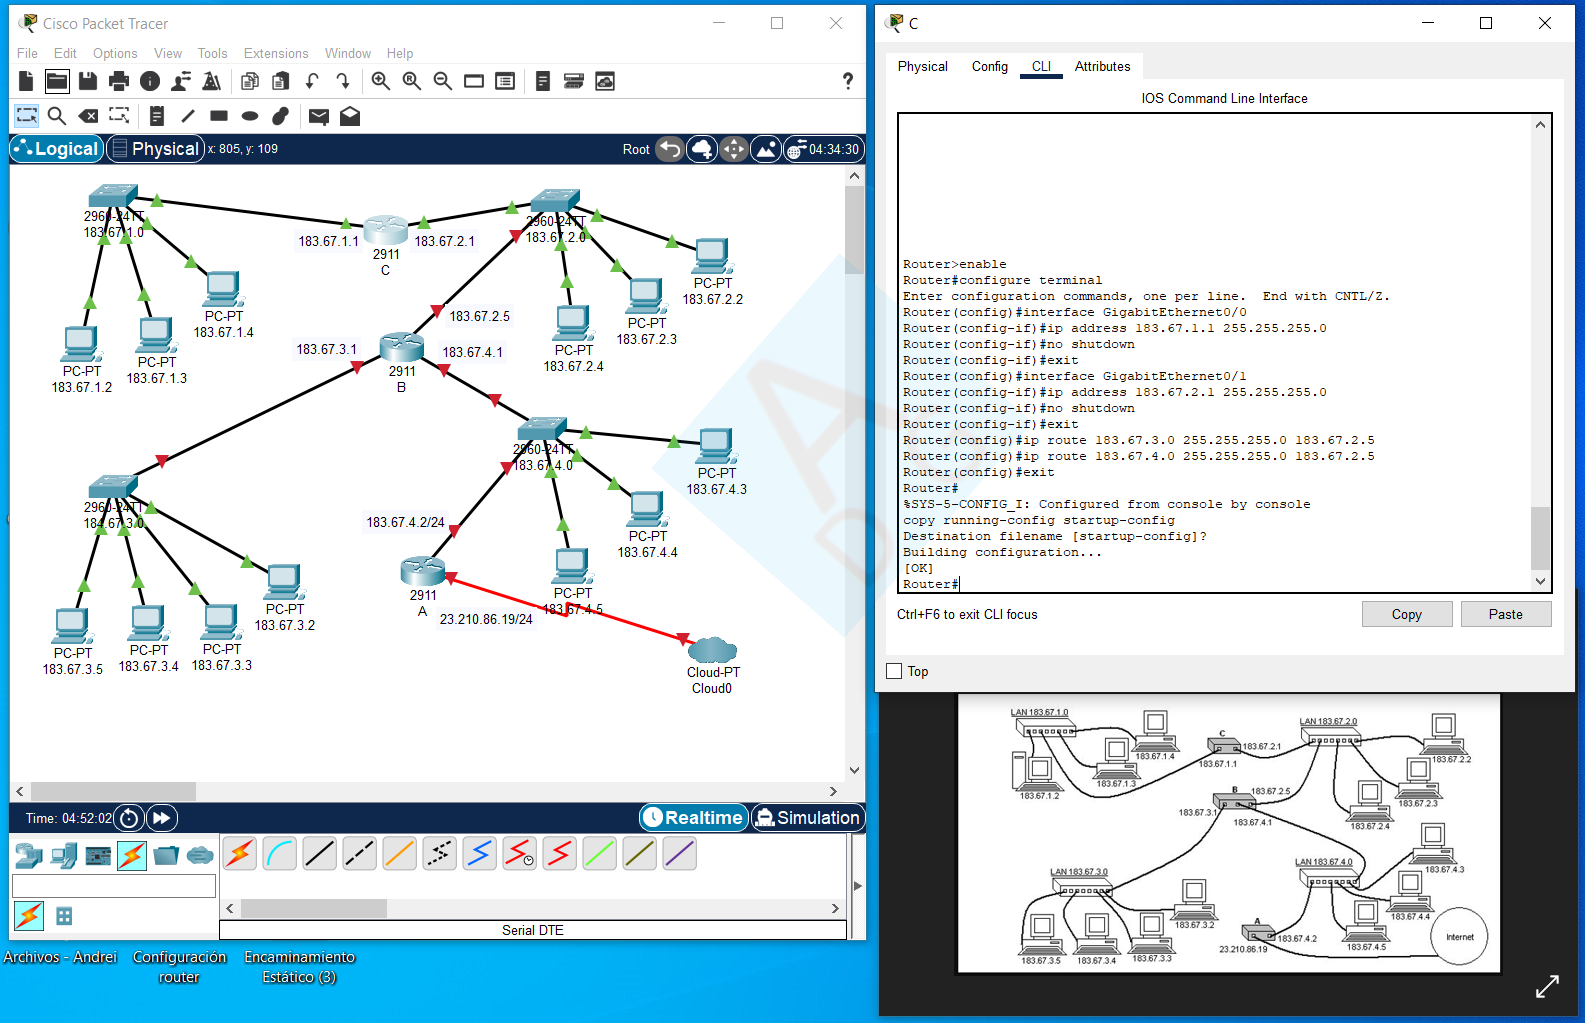 Cisco Packet Tracer
File Edit Options View Tools Extensions Window Help
?
Logical Physical x: 805, y: 109 Root 04:34:30
2960-24TT
183.67.1.0
183.67.1.1
2911
C
183.67.2.1
2960-24TT
183.67.2.0
PC-PT
183.67.2.2
PC-PT
183.67.1.4
PC-PT
183.67.2.3
PC-PT
183.67.1.2
PC-PT
183.67.1.3
PC-PT
183.67.2.4
183.67.2.5
183.67.3.1
183.67.4.1
2911
B
2960-24TT
183.67.4.0
PC-PT
183.67.4.3
2960-24TT
184.67.3.0
183.67.4.2/24
PC-PT
183.67.4.4
2911
A
PC-PT
183.67.4.5
23.210.86.19/24
PC-PT
183.67.3.2
PC-PT
183.67.3.5
PC-PT
183.67.3.4
PC-PT
183.67.3.3
Cloud-PT
Cloud0
Time: 04:52:02 Realtime Simulation
Serial DTE
Archivos - Andrei
Configuración
router
Encaminamiento
Estático (3)
C
Physical Config CLI Attributes
IOS Command Line Interface
Router>enable
Router#configure terminal
Enter configuration commands, one per line.  End with CNTL/Z.
Router(config)#interface GigabitEthernet0/0
Router(config-if)#ip address 183.67.1.1 255.255.255.0
Router(config-if)#no shutdown
Router(config-if)#exit
Router(config)#interface GigabitEthernet0/1
Router(config-if)#ip address 183.67.2.1 255.255.255.0
Router(config-if)#no shutdown
Router(config-if)#exit
Router(config)#ip route 183.67.3.0 255.255.255.0 183.67.2.5
Router(config)#ip route 183.67.4.0 255.255.255.0 183.67.2.5
Router(config)#exit
Router#
%SYS-5-CONFIG_I: Configured from console by console
copy running-config startup-config
Destination filename [startup-config]?
Building configuration...
[OK]
Router#
Ctrl+F6 to exit CLI focus
Copy Paste
Top
LAN 183.67.1.0
183.67.1.2
183.67.1.3
183.67.1.4
C
183.67.2.1
183.67.1.1
LAN 183.67.2.0
183.67.2.2
183.67.2.3
183.67.2.4
B
183.67.2.5
183.67.3.1
183.67.4.1
LAN 183.67.3.0
183.67.3.2
183.67.3.3
183.67.3.4
183.67.3.5
LAN 183.67.4.0
183.67.4.3
183.67.4.4
183.67.4.5
A
183.67.4.2
23.210.86.19
Internet